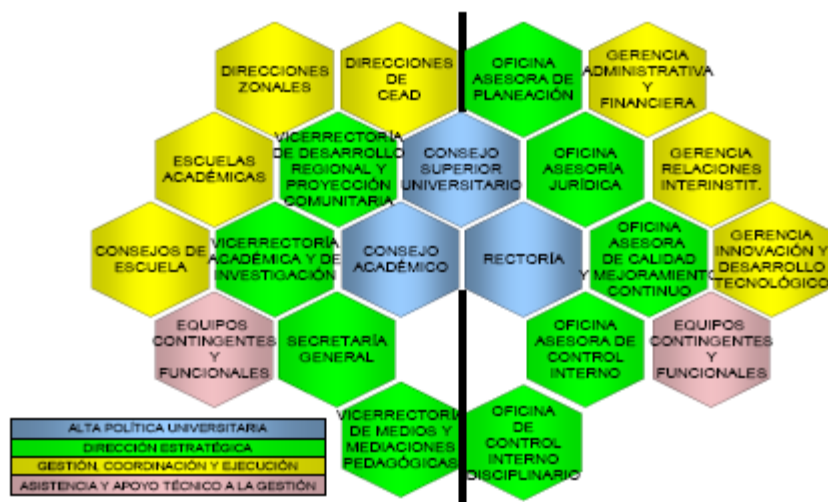 DIRECCIONES
ZONALES
DIRECCIONES
DE
CEAD
OFICINA
ASESORA DE
PLANEACIÓN
GERENCIA
ADMINISTRATIVA
Y
FINANCIERA
ESCUELAS
ACADÉMICAS
VICERRECTORÍA
DE DESARROLLO
REGIONAL Y
PROYECCIÓN
COMUNITARIA
CONSEJO
SUPERIOR
UNIVERSITARIO
OFICINA
ASESORÍA
JURÍDICA
GERENCIA
RELACIONES
INTERINSTIT.
CONSEJOS DE
ESCUELA
VICERRECTORÍA
ACADÉMICA Y DE
INVESTIGACIÓN
CONSEJO
ACADÉMICO
RECTORÍA
OFICINA
ASESORA
DE CALIDAD
Y MEJORAMIENTO
CONTINUO
GERENCIA
INNOVACIÓN Y
DESARROLLO
TECNOLÓGICO
EQUIPOS
CONTINGENTES
Y
FUNCIONALES
SECRETARÍA
GENERAL
OFICINA
ASESORA DE
CONTROL
INTERNO
EQUIPOS
CONTINGENTES
Y
FUNCIONALES
VICERRECTORÍA
DE MEDIOS Y
MEDIACIONES
PEDAGÓGICAS
OFICINA
DE
CONTROL
INTERNO
DISCIPLINARIO
ALTA POLÍTICA UNIVERSITARIA
DIRECCIÓN ESTRATÉGICA
GESTIÓN, COORDINACIÓN Y EJECUCIÓN
ASISTENCIA Y APOYO TÉCNICO A LA GESTIÓN